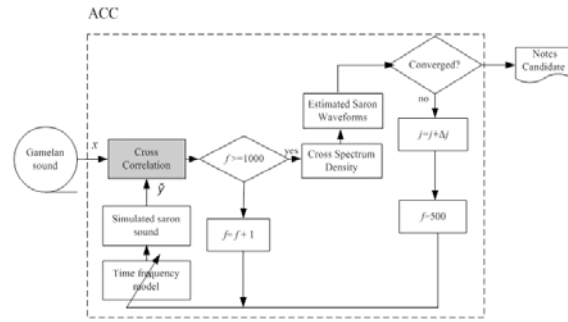 ACC
Gamelan
sound
x
Cross
Correlation
ỹ
Simulated saron
sound
Time frequency
model
f >=1000
yes
f= f + 1
Cross Spectrum
Density
Estimated Saron
Waveforms
Converged?
no
j=j+Δj
f=500
Notes
Candidate